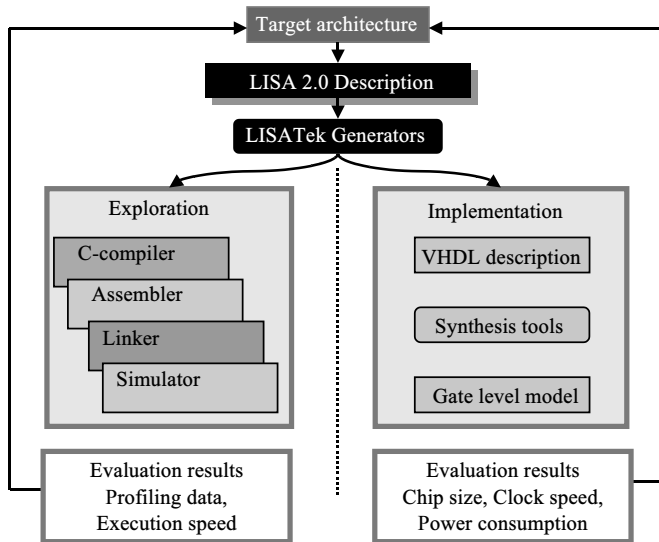 Target architecture
LISA 2.0 Description
LISATek Generators
Exploration
C-compiler
Assembler
Linker
Simulator
Evaluation results
Profiling data,
Execution speed
Implementation
VHDL description
Synthesis tools
Gate level model
Evaluation results
Chip size, Clock speed,
Power consumption